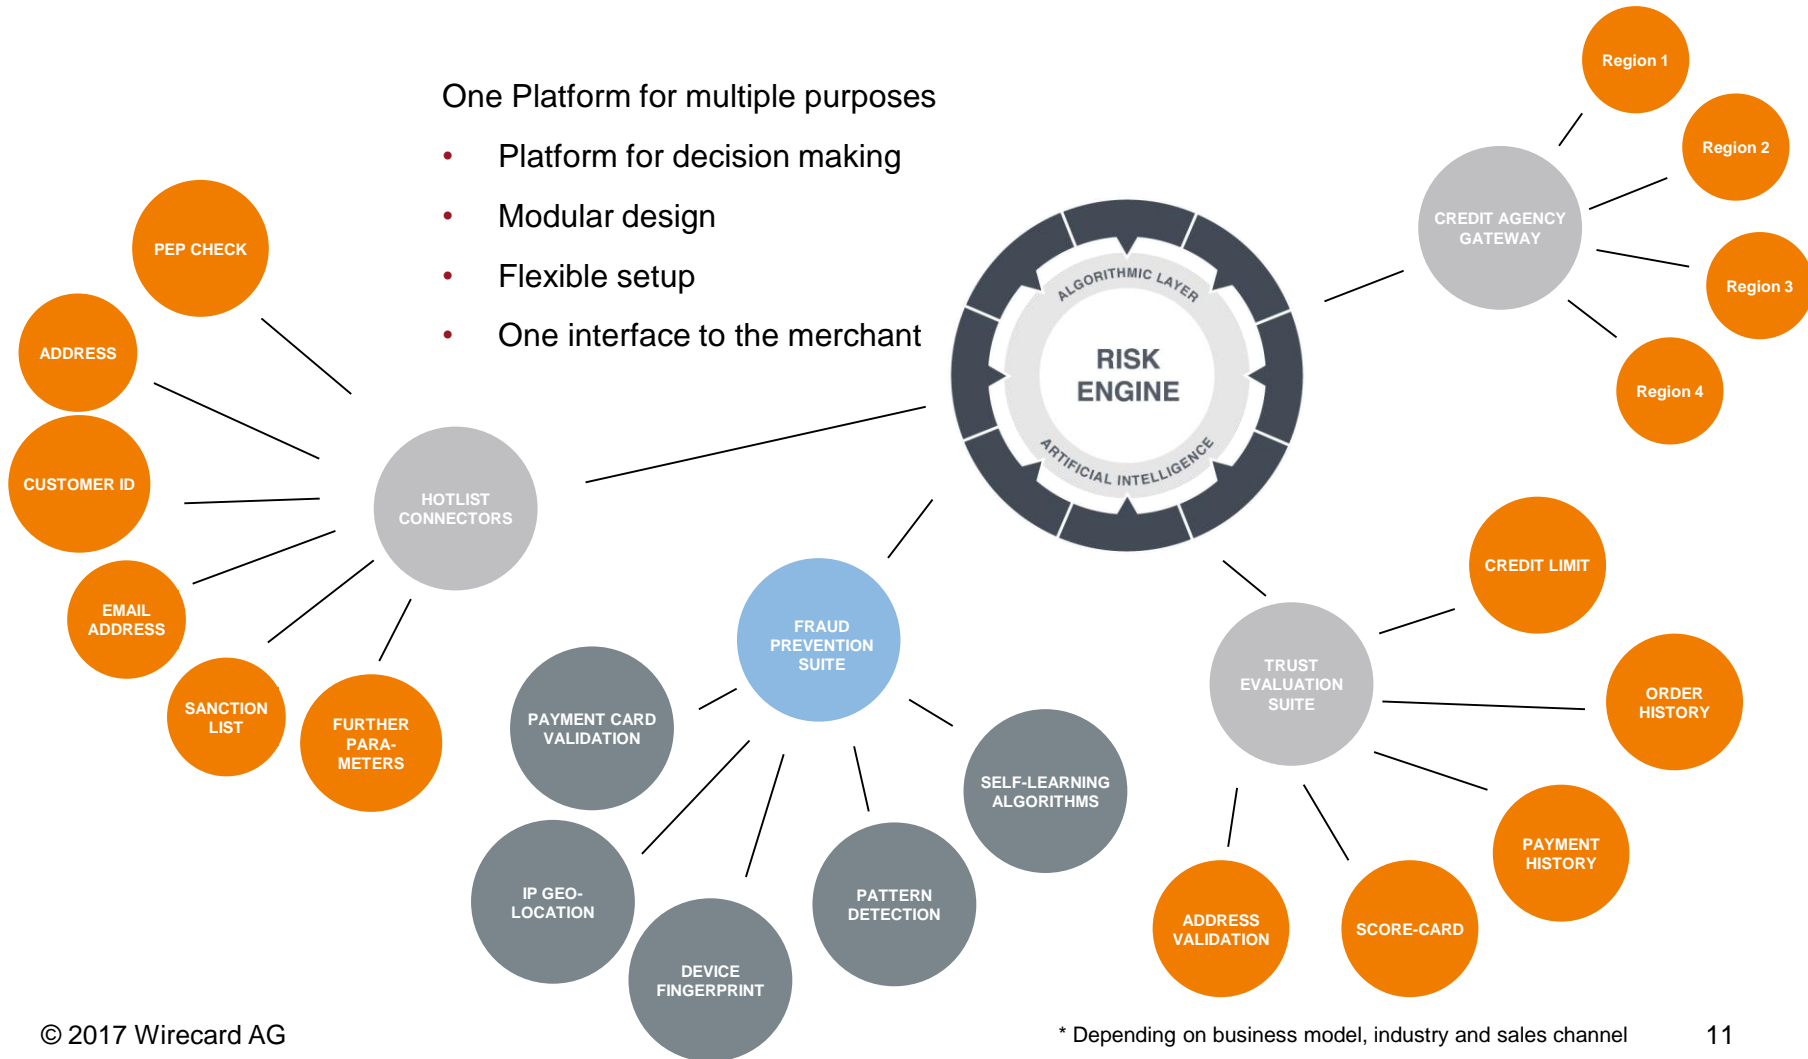 One Platform for multiple purposes
• Platform for decision making
• Modular design
• Flexible setup
• One interface to the merchant
PEP CHECK
ADDRESS
CUSTOMER ID
EMAIL
ADDRESS
SANCTION
LIST
FURTHER
PARA-
METERS
HOTLIST
CONNECTORS
ALGORITHMIC LAYER
RISK
ENGINE
ARTIFICIAL INTELLIGENCE
CREDIT AGENCY
GATEWAY
Region 1
Region 2
Region 3
Region 4
FRAUD
PREVENTION
SUITE
PAYMENT CARD
VALIDATION
IP GEO-
LOCATION
DEVICE
FINGERPRINT
PATTERN
DETECTION
SELF-LEARNING
ALGORITHMS
TRUST
EVALUATION
SUITE
CREDIT LIMIT
ORDER
HISTORY
PAYMENT
HISTORY
SCORE-CARD
ADDRESS
VALIDATION
© 2017 Wirecard AG
* Depending on business model, industry and sales channel
11